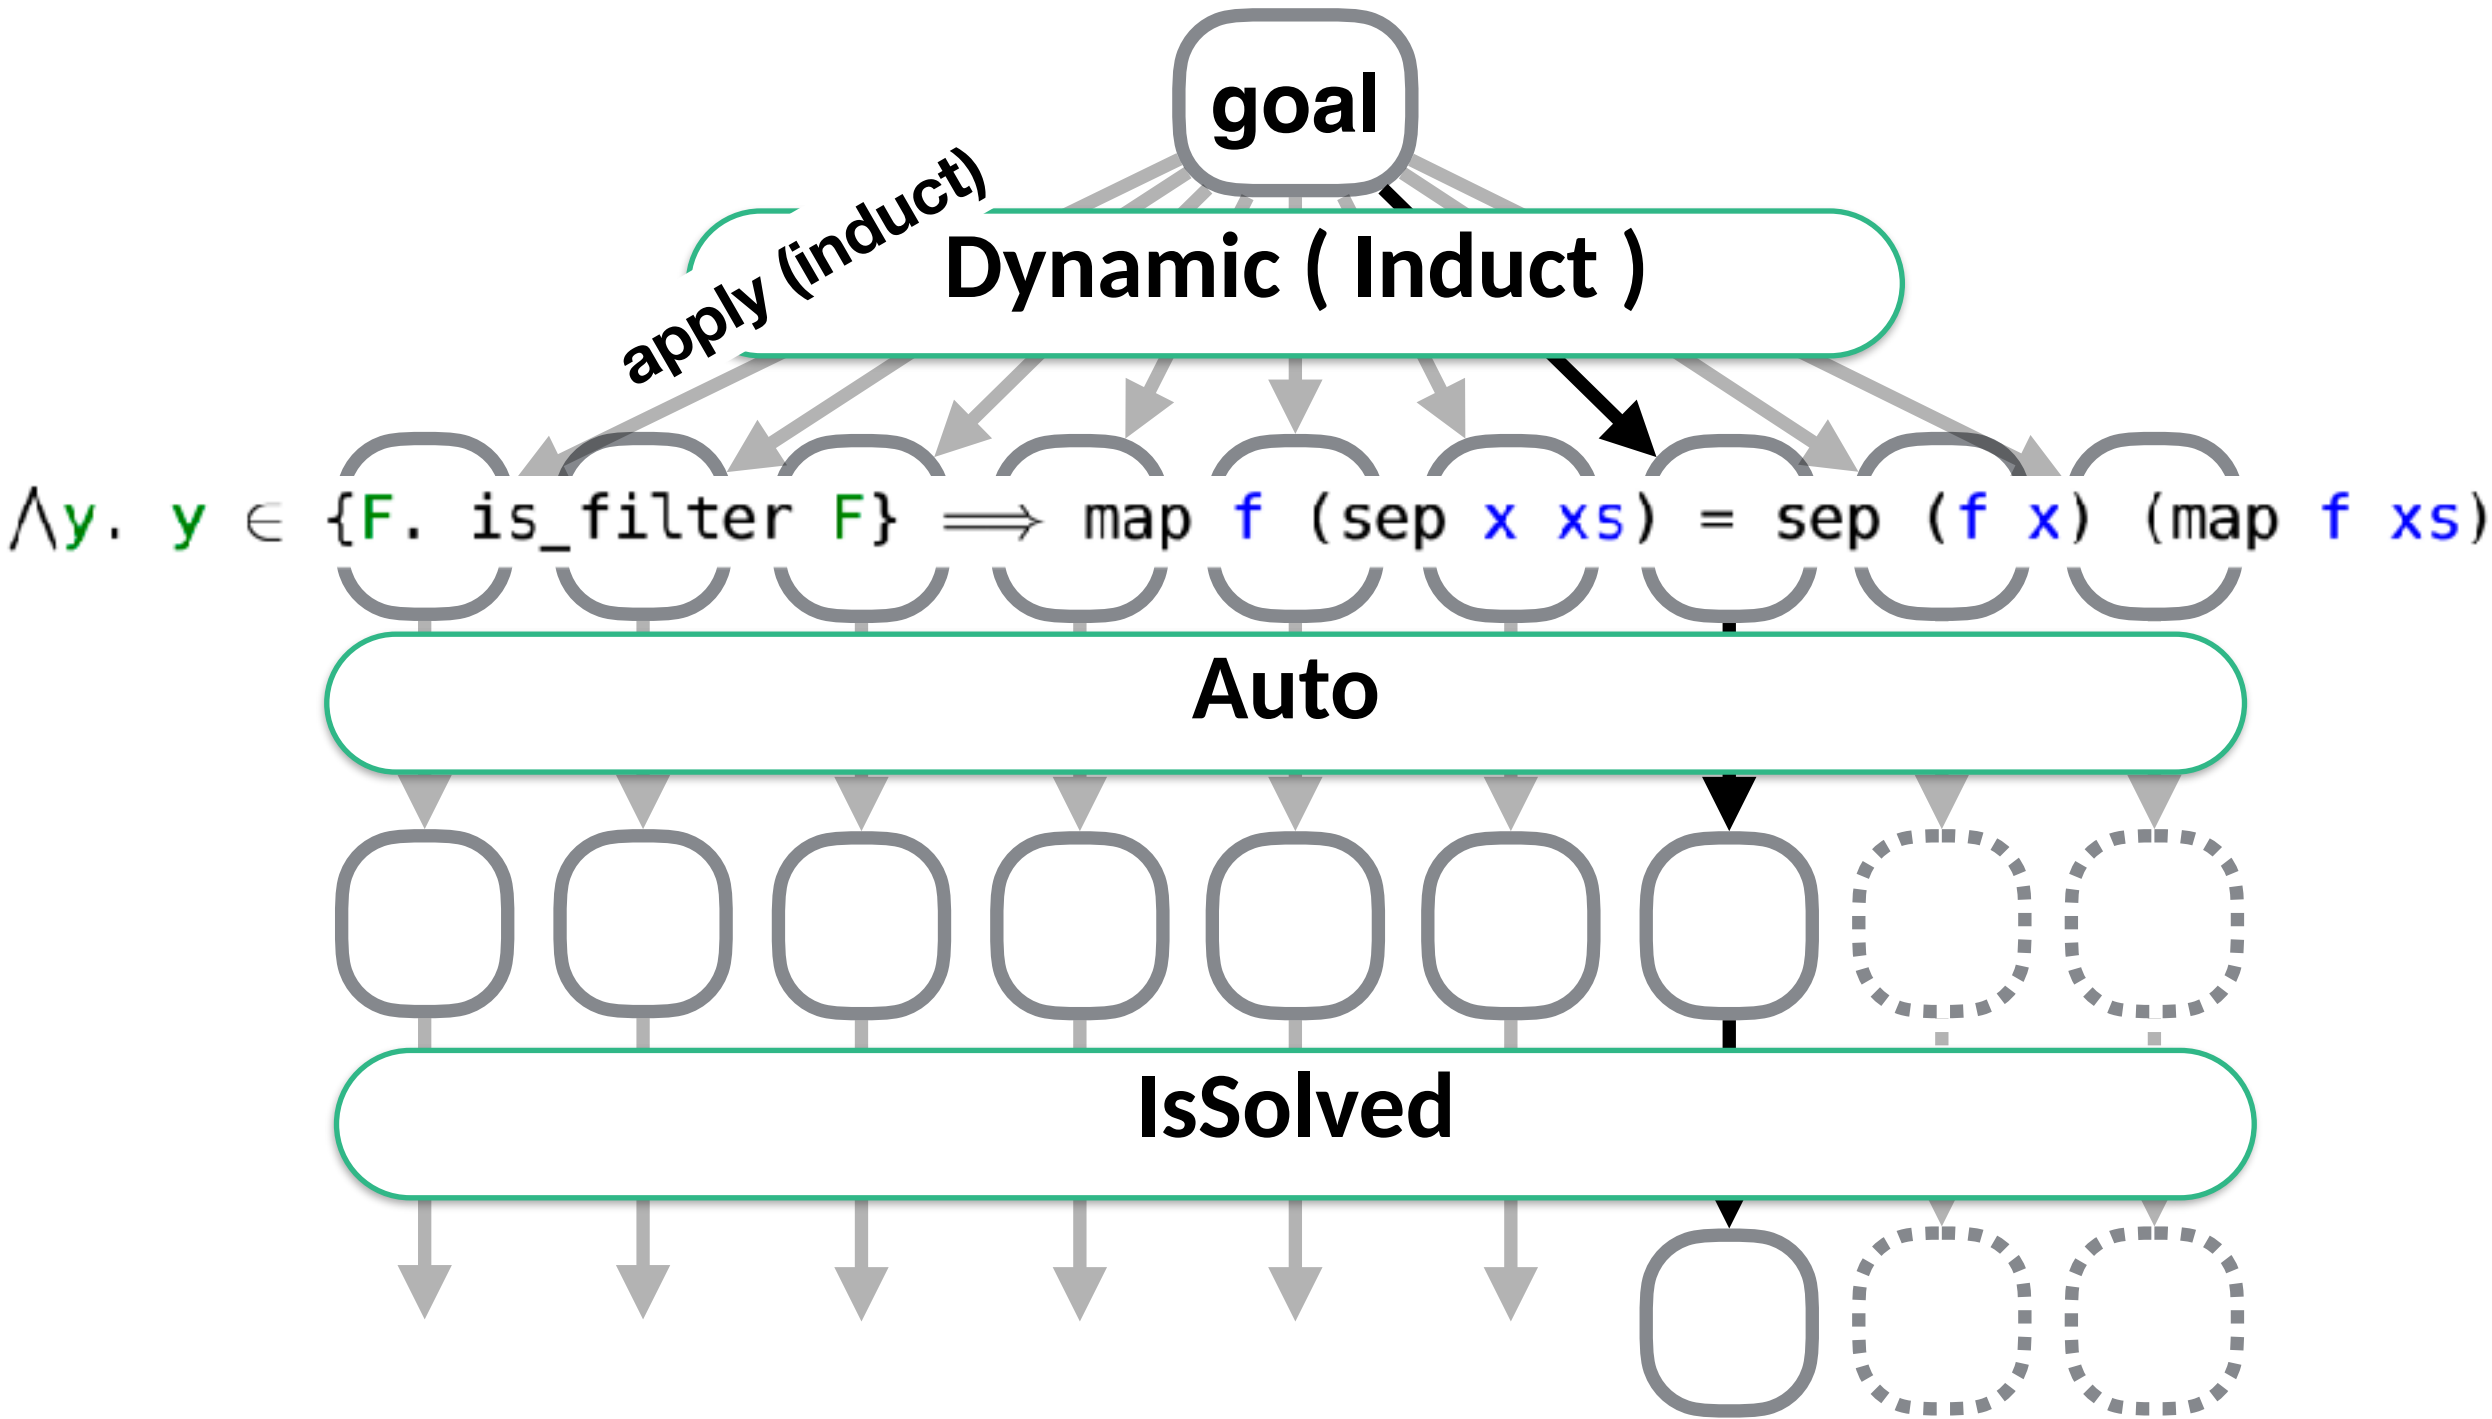 goal
apply (induct)
Dynamic ( Induct )
⋀y. y ∈ {F. is_filter F} ⟹ map f (sep x xs) = sep (f x) (map f xs)
Auto
IsSolved